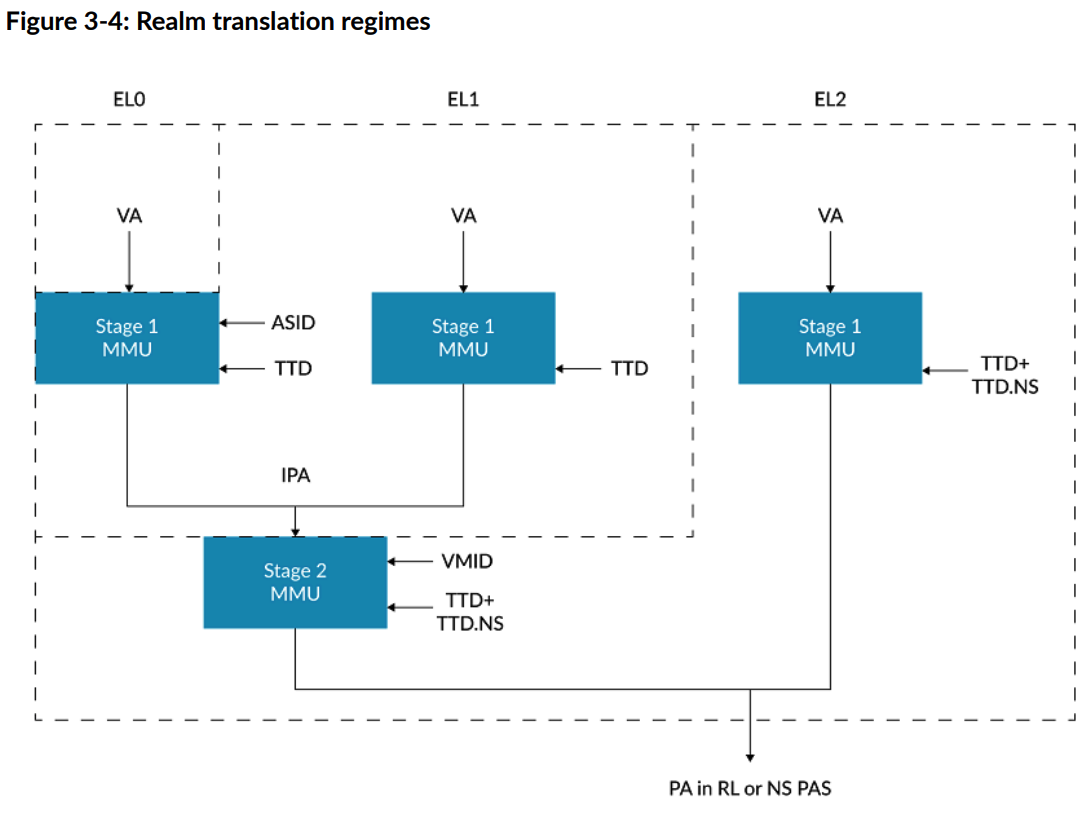 Figure 3-4: Realm translation regimes
EL0
EL1
EL2
VA
VA
VA
Stage 1
MMU
ASID
TTD
Stage 1
MMU
TTD
Stage 1
MMU
TTD+
TTD.NS
IPA
Stage 2
MMU
VMID
TTD+
TTD.NS
PA in RL or NS PAS